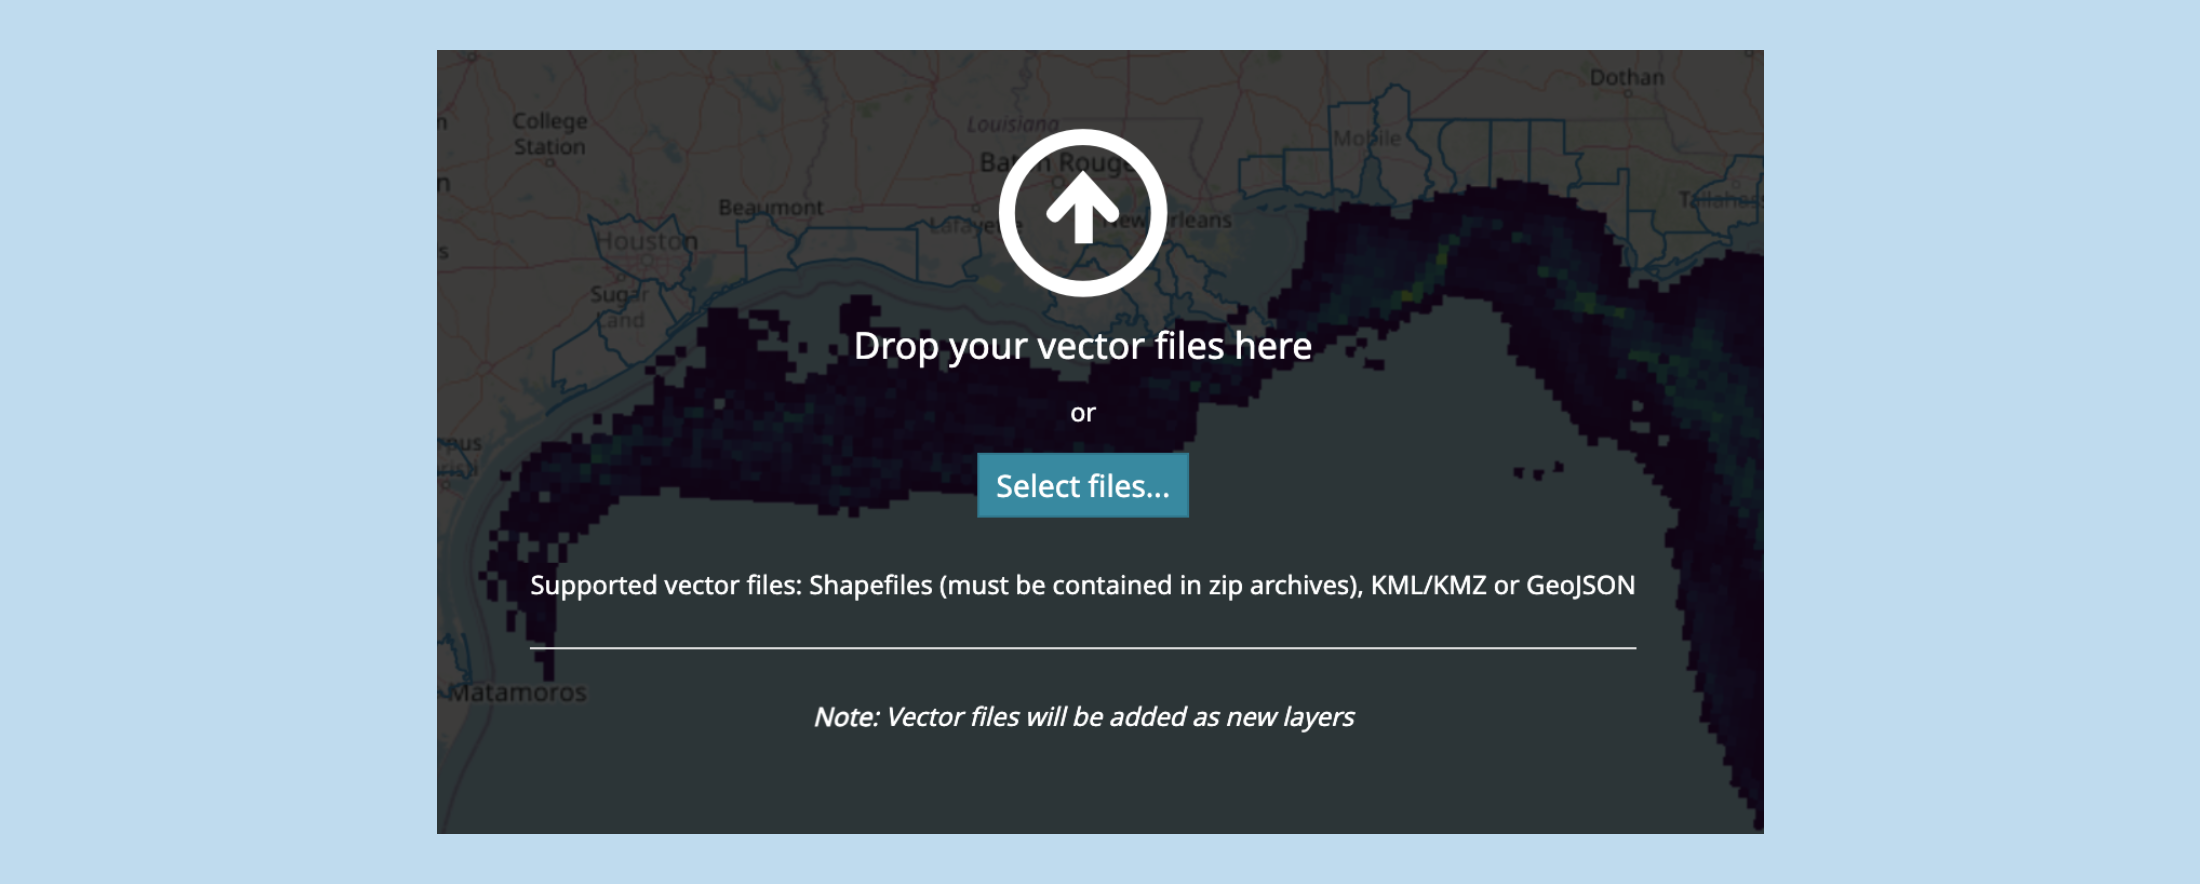 Dothan
College
Station
Louisiana
Mobile
Baton Rouge
Beaumont
Lafayette
New Orleans
Houston
Sugar
Land
Drop your vector files here
or
Select files...
Supported vector files: Shapefiles (must be contained in zip archives), KML/KMZ or GeoJSON
Matamoros
Note: Vector files will be added as new layers